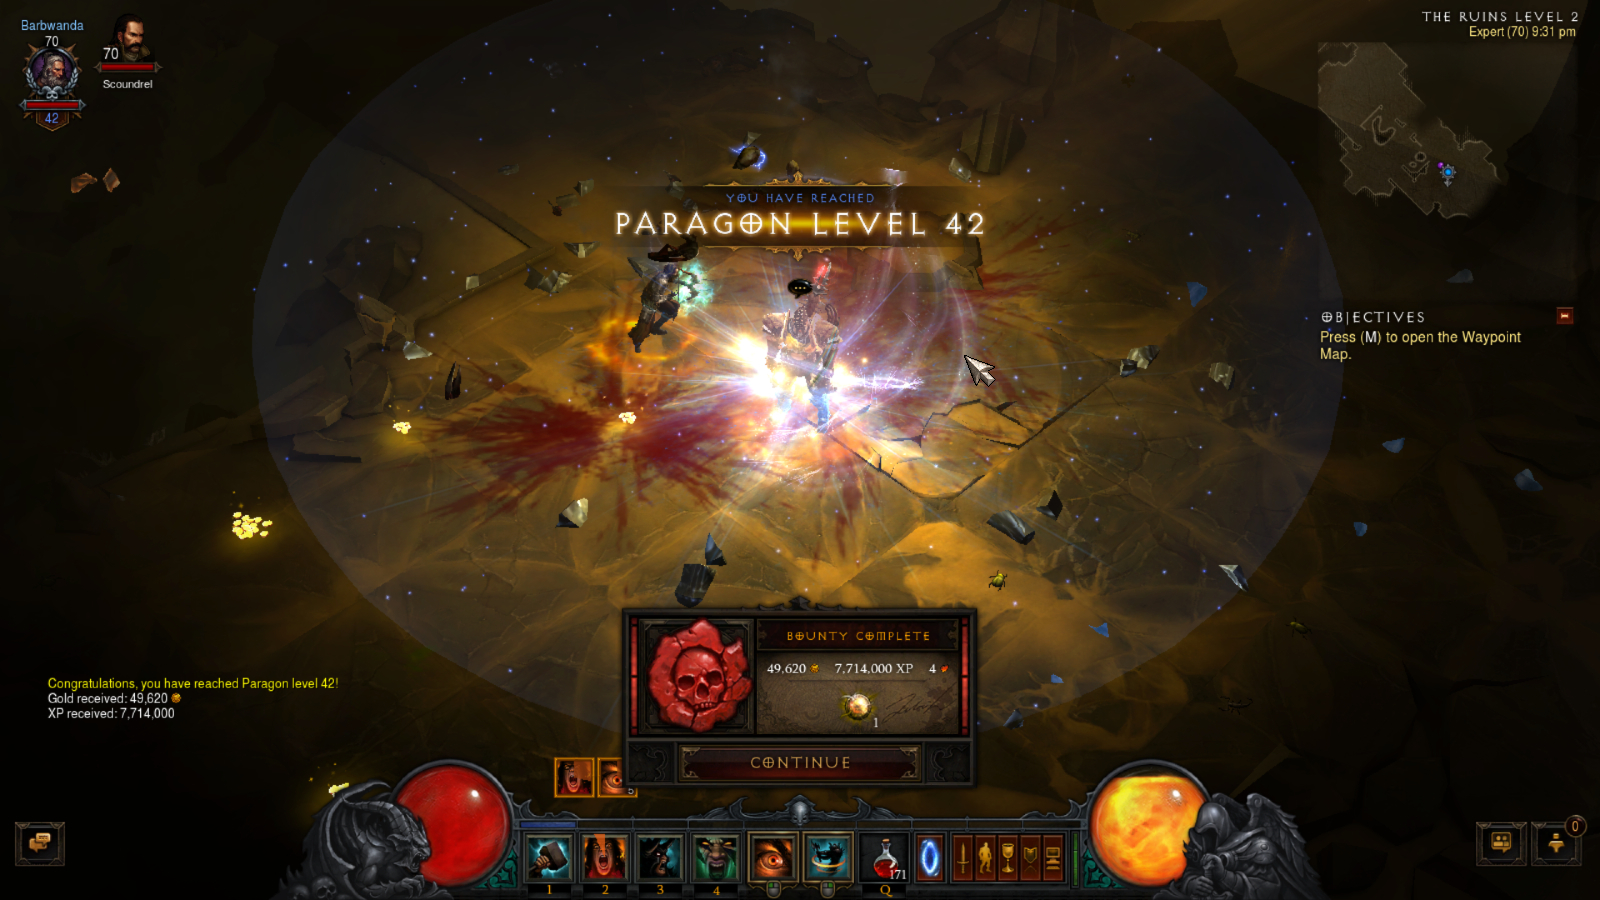 Barbwanda
70
70
Scoundrel
42
THE RUINS LEVEL 2
Expert (70) 9:31 pm
YOU HAVE REACHED
PARAGON LEVEL 42
OBJECTIVES
Press (M) to open the Waypoint
Map.
BOUNTY COMPLETE
49,620 7,714,000 XP 4
1
CONTINUE
Congratulations, you have reached Paragon level 42!
Gold received: 49,620
XP received: 7,714,000
5
171
0
1 2 3 4 Q